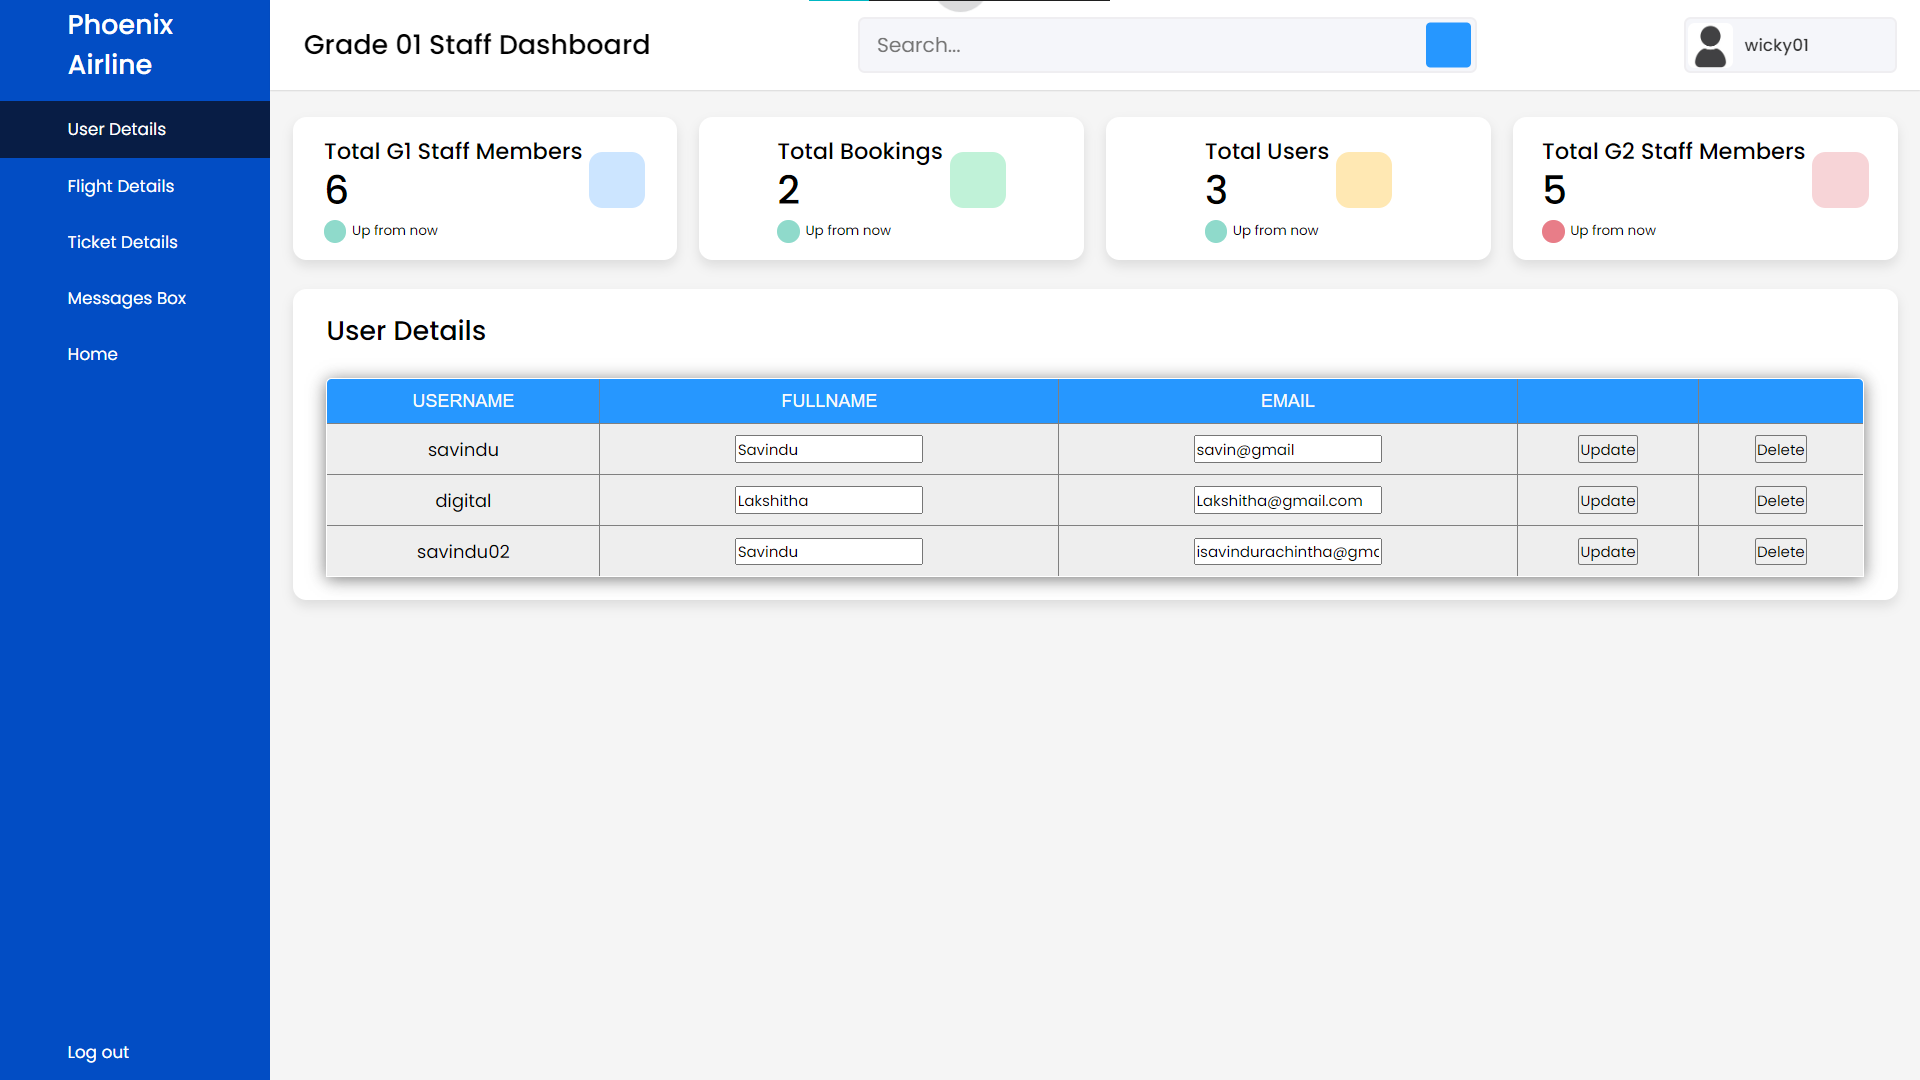 Phoenix
Airline
User Details
Flight Details
Ticket Details
Messages Box
Home
Log out
Grade 01 Staff Dashboard
Search...
wicky01
Total G1 Staff Members
6
Up from now
Total Bookings
2
Up from now
Total Users
3
Up from now
Total G2 Staff Members
5
Up from now
User Details
USERNAME FULLNAME EMAIL
savindu Savindu savin@gmail Update Delete
digital Lakshitha Lakshitha@gmail.com Update Delete
savindu02 Savindu isavindurachintha@gm Update Delete